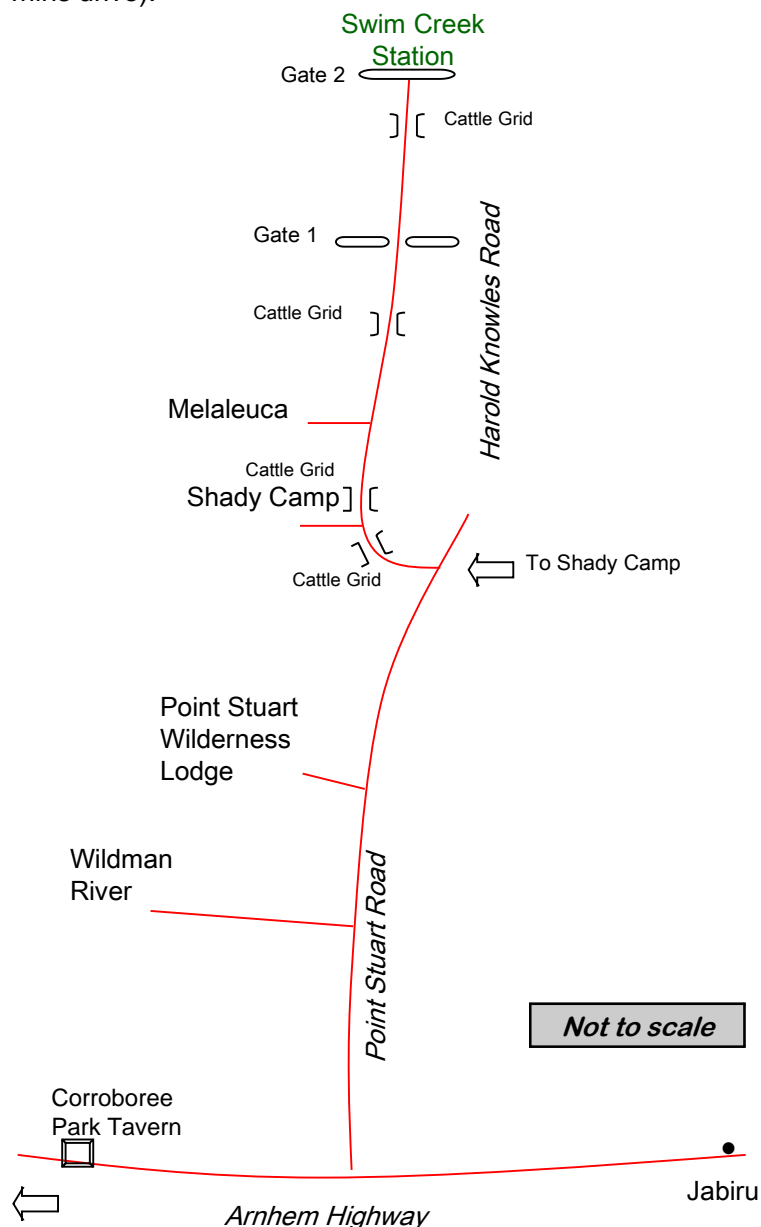 mins drive).
Swim Creek
Station
Gate 2
Cattle Grid
Gate 1
Harold Knowles Road
Cattle Grid
Melaleuca
Cattle Grid
Shady Camp
To Shady Camp
Cattle Grid
Point Stuart
Wilderness
Lodge
Wildman
River
Point Stuart Road
Not to scale
Corroboree
Park Tavern
Jabiru
Arnhem Highway